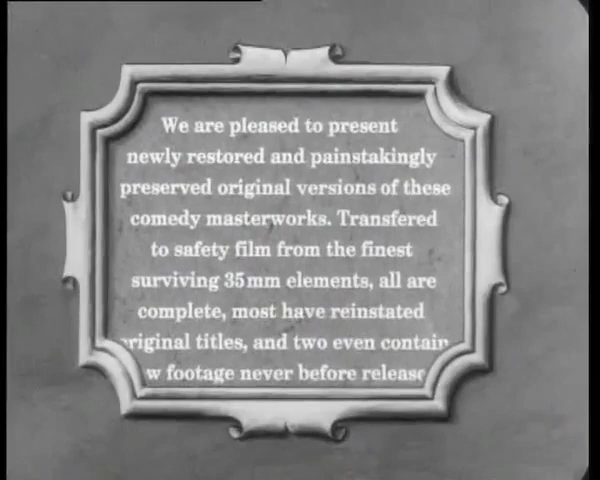 We are pleased to present
newly restored and painstakingly
preserved original versions of these
comedy masterworks. Transfered
to safety film from the finest
surviving 35mm elements, all are
complete, most have reinstated
original titles, and two even contain
footage never before